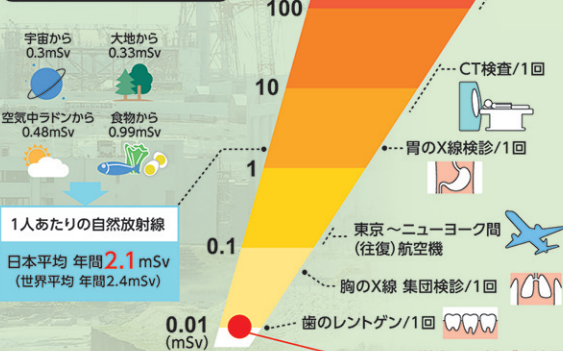 宇宙から
0.3mSv
大地から
0.33mSv
空気中ラドンから
0.48mSv
食物から
0.99mSv
1人あたりの自然放射線
日本平均 年間2.1mSv
(世界平均 年間2.4mSv)
100
10
1
0.1
0.01
(mSv)
CT検査/1回
胃のX線検診/1回
東京～ニューヨーク間
(往復)航空機
胸のX線 集団検診/1回
歯のレントゲン/1回